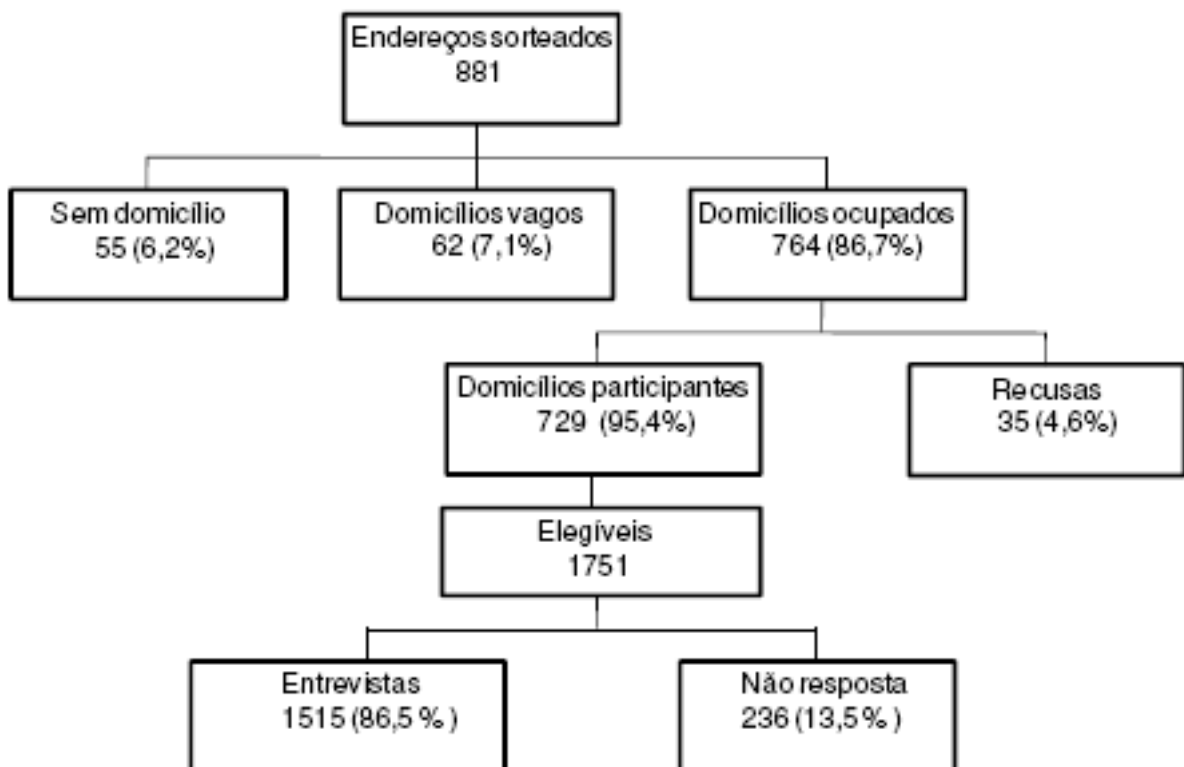 Endereços sorteados
881
Sem domicílio
55 (6,2%)
Domicílios vagos
62 (7,1%)
Domicílios ocupados
764 (86,7%)
Domicílios participantes
729 (95,4%)
Recusas
35 (4,6%)
Elegíveis
1751
Entrevistas
1515 (86,5 % )
Não resposta
236 (13,5 % )